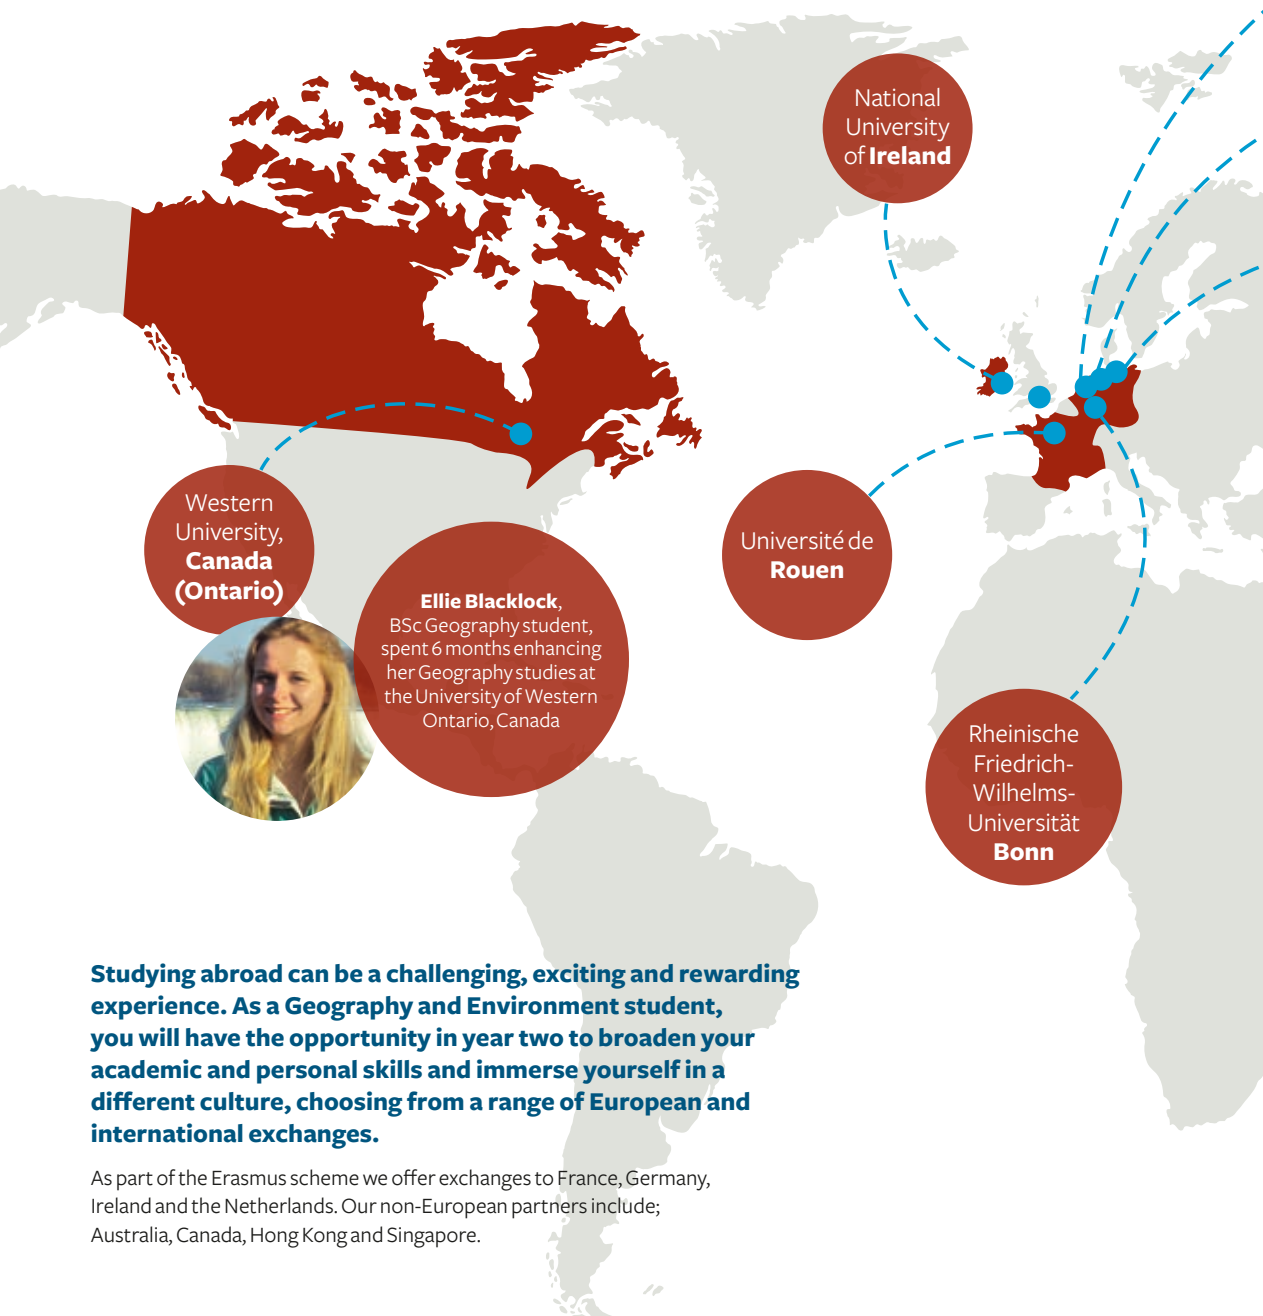 National
University
of Ireland
Western
University,
Canada
(Ontario)
Ellie Blacklock,
BSc Geography student,
spent 6 months enhancing
her Geography studies at
the University of Western
Ontario, Canada
Université de
Rouen
Rheinische
Friedrich-
Wilhelms-
Universität
Bonn
Studying abroad can be a challenging, exciting and rewarding
experience. As a Geography and Environment student,
you will have the opportunity in year two to broaden your
academic and personal skills and immerse yourself in a
different culture, choosing from a range of European and
international exchanges.
As part of the Erasmus scheme we offer exchanges to France, Germany,
Ireland and the Netherlands. Our non-European partners include;
Australia, Canada, Hong Kong and Singapore.